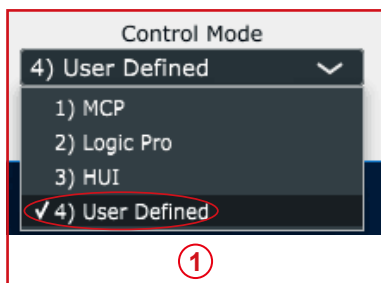 Control Mode
4) User Defined
1) MCP
2) Logic Pro
3) HUI
✓ 4) User Defined
1